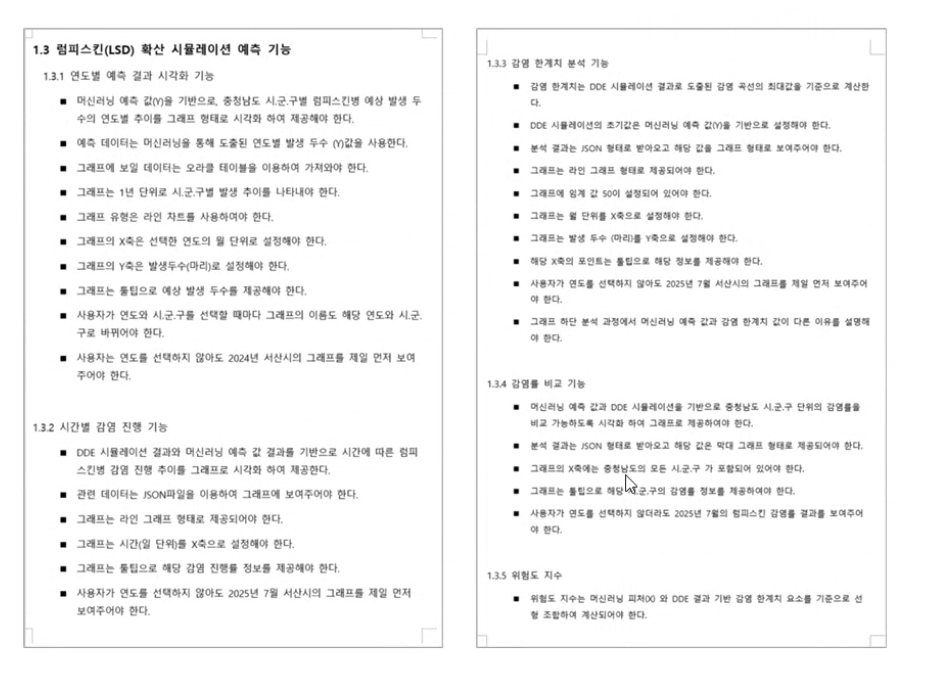 1.3 럼피스킨(LSD) 확산 시뮬레이션 예측 기능
1.3.1 연도별 예측 결과 시각화 기능
■ 머신러닝 예측 값(Y)을 기반으로, 충청남도 시.군.구별 럼피스킨병 예상 발생 두
수의 연도별 추이를 그래프 형태로 시각화 하여 제공해야 한다.
■ 예측 데이터는 머신러닝을 통해 도출된 연도별 발생 두수 (Y)값을 사용한다.
■ 그래프에 보일 데이터는 오라클 테이블을 이용하여 가져와야 한다.
■ 그래프는 1년 단위로 시.군.구별 발생 추이를 나타내야 한다.
■ 그래프 유형은 라인 차트를 사용하여야 한다.
■ 그래프의 X축은 선택한 연도의 월 단위로 설정해야 한다.
■ 그래프의 Y축은 발생두수(마리)로 설정해야 한다.
■ 그래프는 툴팁으로 예상 발생 두수를 제공해야 한다.
■ 사용자가 연도와 시.군.구를 선택할 때마다 그래프의 이름도 해당 연도와 시.군.
구로 바뀌어야 한다.
■ 사용자는 연도를 선택하지 않아도 2024년 서산시의 그래프를 제일 먼저 보여
주어야 한다.
1.3.2 시간별 감염 진행 기능
■ DDE 시뮬레이션 결과와 머신러닝 예측 값 결과를 기반으로 시간에 따른 럼피
스킨병 감염 진행 추이를 그래프로 시각화 하여 제공한다.
■ 관련 데이터는 JSON파일을 이용하여 그래프에 보여주어야 한다.
■ 그래프는 라인 그래프 형태로 제공되어야 한다.
■ 그래프는 시간(일 단위)를 X축으로 설정해야 한다.
■ 그래프는 툴팁으로 해당 감염 진행률 정보를 제공해야 한다.
■ 사용자가 연도를 선택하지 않아도 2025년 7월 서산시의 그래프를 제일 먼저
보여주어야 한다.
1.3.3 감염 한계치 분석 기능
■ 감염 한계치는 DDE 시뮬레이션 결과로 도출된 감염 곡선의 최대값을 기준으로 계산한
다.
■ DDE 시뮬레이션의 초기값은 머신러닝 예측 값(Y)을 기반으로 설정해야 한다.
■ 분석 결과는 JSON 형태로 받아오고 해당 값을 그래프 형태로 보여주어야 한다.
■ 그래프는 라인 그래프 형태로 제공되어야 한다.
■ 그래프에 임계 값 50이 설정되어 있어야 한다.
■ 그래프는 월 단위를 X축으로 설정해야 한다.
■ 그래프는 발생 두수 (마리)를 Y축으로 설정해야 한다.
■ 해당 X축의 포인트는 툴팁으로 해당 정보를 제공해야 한다.
■ 사용자가 연도를 선택하지 않아도 2025년 7월 서산시의 그래프를 제일 먼저 보여주어
야 한다.
■ 그래프 하단 분석 과정에서 머신러닝 예측 값과 감염 한계치 값이 다른 이유를 설명해
야 한다.
1.3.4 감염률 비교 기능
■ 머신러닝 예측 값과 DDE 시뮬레이션을 기반으로 충청남도 시.군.구 단위의 감염률을
비교 가능하도록 시각화 하여 그래프로 제공하여야 한다.
■ 분석 결과는 JSON 형태로 받아오고 해당 값은 막대 그래프 형태로 제공되어야 한다.
■ 그래프의 X축에는 충청남도의 모든 시.군.구 가 포함되어 있어야 한다.
■ 그래프는 툴팁으로 해당 시.군.구의 감염률 정보를 제공하여야 한다.
■ 사용자가 연도를 선택하지 않더라도 2025년 7월의 럼피스킨 감염률 결과를 보여주어
야 한다.
1.3.5 위험도 지수
■ 위험도 지수는 머신러닝 피처(X) 와 DDE 결과 기반 감염 한계치 요소를 기준으로 선
형 조합하여 계산되어야 한다.